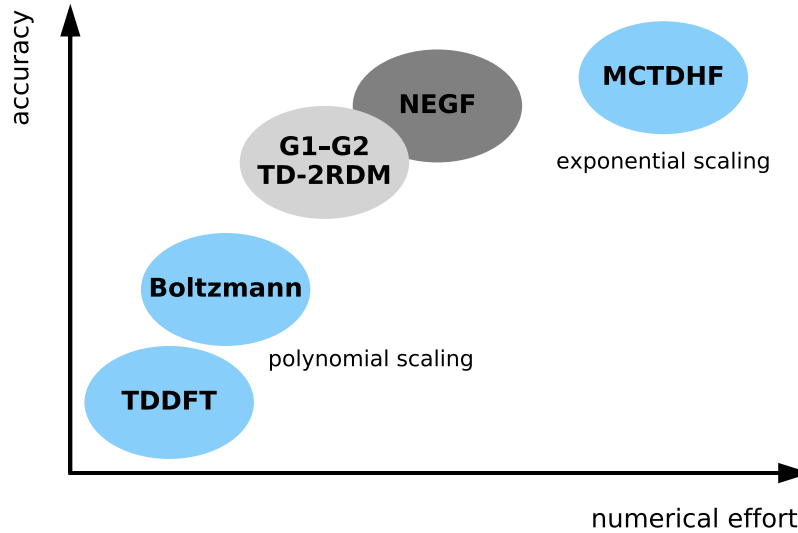 accuracy
MCTDHF
NEGF
exponential scaling
G1–G2
TD-2RDM
Boltzmann
polynomial scaling
TDDFT
numerical effort